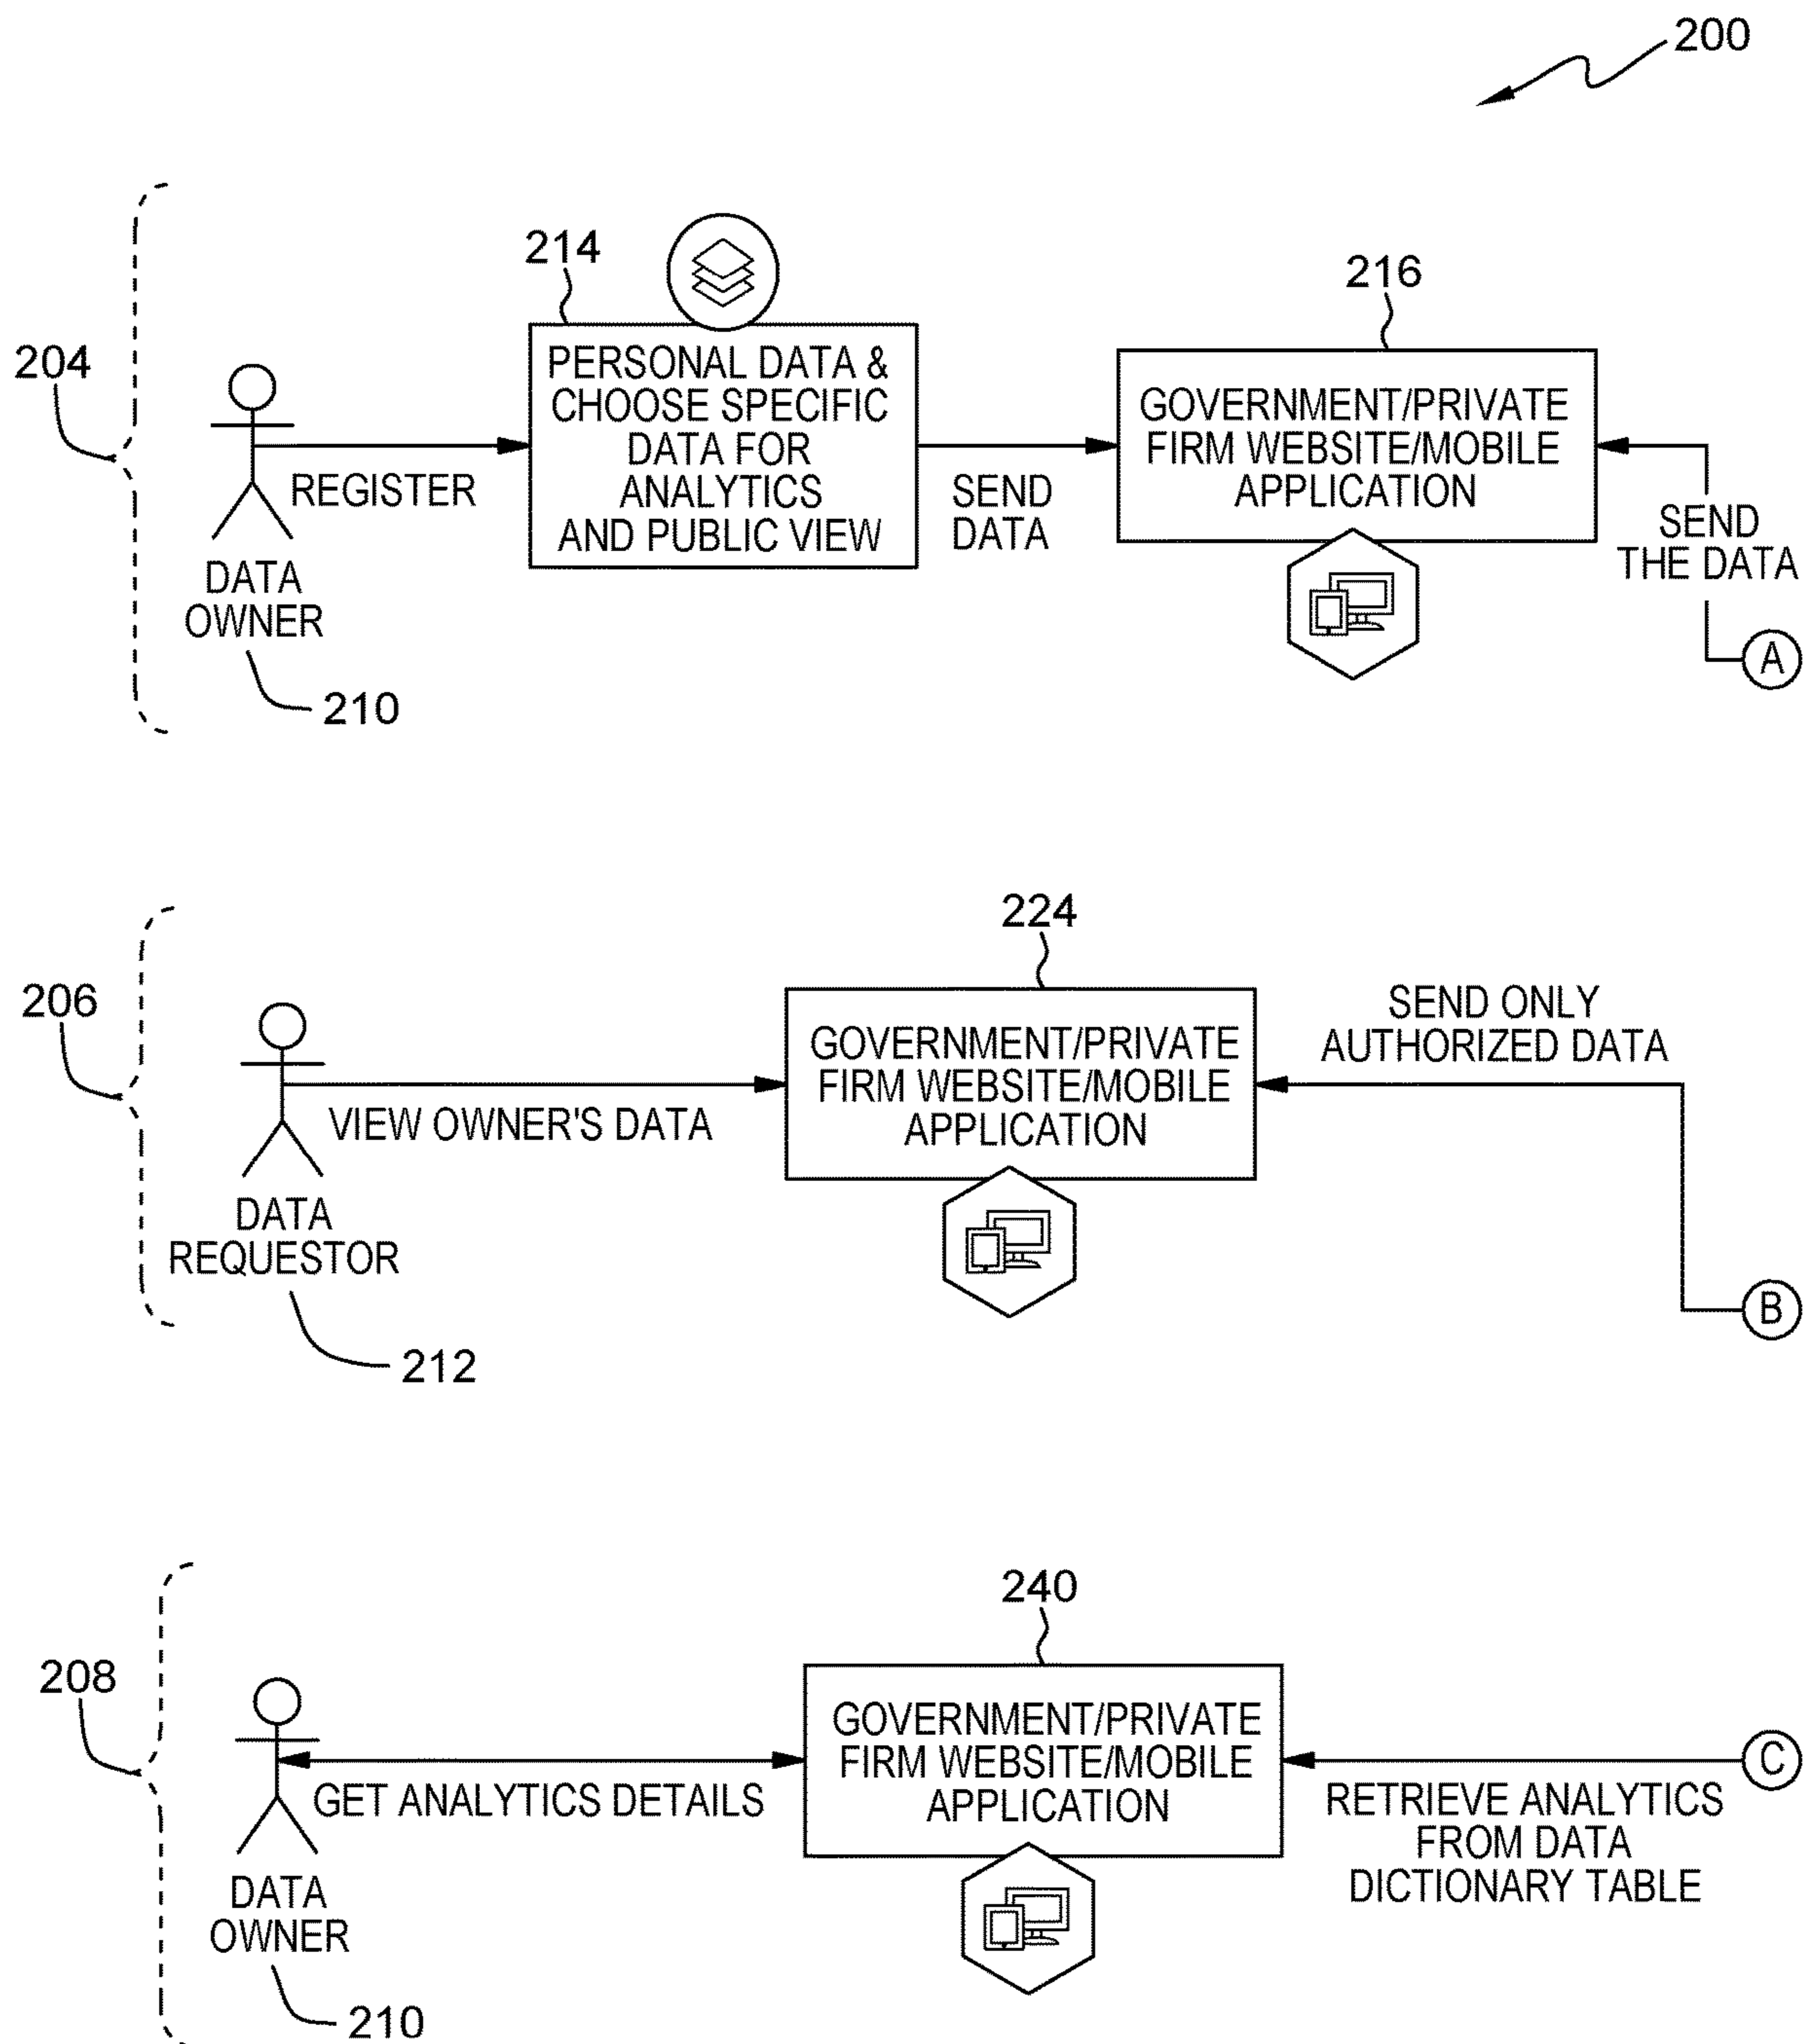 200
214
216
204
PERSONAL DATA &
CHOOSE SPECIFIC
DATA FOR
ANALYTICS
AND PUBLIC VIEW
GOVERNMENT/PRIVATE
FIRM WEBSITE/MOBILE
APPLICATION
REGISTER
SEND
DATA
SEND
THE DATA
DATA
OWNER
210
A
224
206
SEND ONLY
AUTHORIZED DATA
GOVERNMENT/PRIVATE
FIRM WEBSITE/MOBILE
APPLICATION
VIEW OWNER'S DATA
DATA
REQUESTOR
212
B
240
208
GOVERNMENT/PRIVATE
FIRM WEBSITE/MOBILE
APPLICATION
C
GET ANALYTICS DETAILS
RETRIEVE ANALYTICS
FROM DATA
DICTIONARY TABLE
DATA
OWNER
210